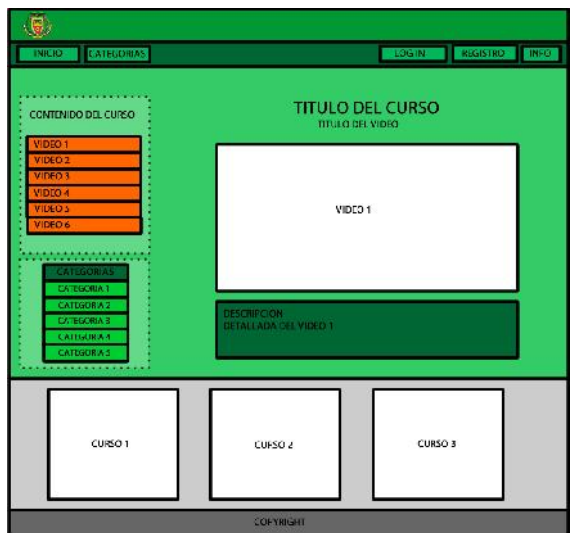 INICIO
CATEGORIAS
LOGIN
REGISTRO
INFO
CONTENIDO DEL CURSO
VIDEO 1
VIDEO 2
VIDEO 3
VIDEO 4
VIDEO 5
VIDEO 6
CATEGORIAS
CATEGORIA 1
CATEGORIA 2
CATEGORIA 3
CATEGORIA 4
CATEGORIA 5
TITULO DEL CURSO
TITULO DEL VIDEO
VIDEO 1
DESCRIPCION
DETALLADA DEL VIDEO 1
CURSO 1
CURSO 2
CURSO 3
COPYRIGHT